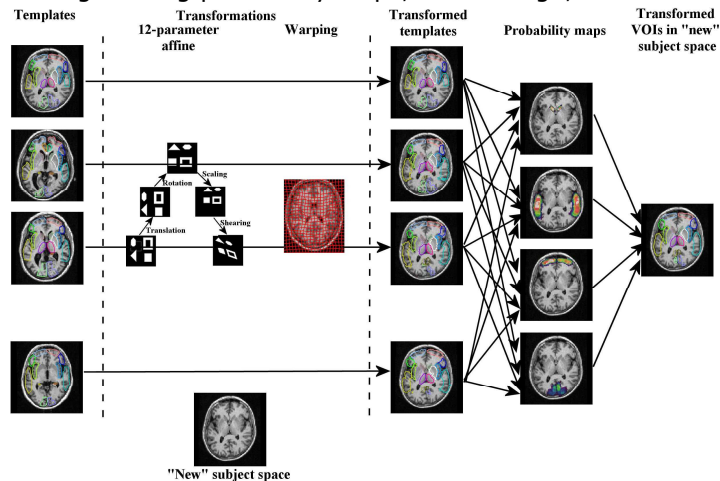 Templates
Transformations
12-parameter
affine
Warping
Transformed
templates
Probability maps
Transformed
VOIs in "new"
subject space
Rotation
Scaling
Translation
Shearing
"New" subject space